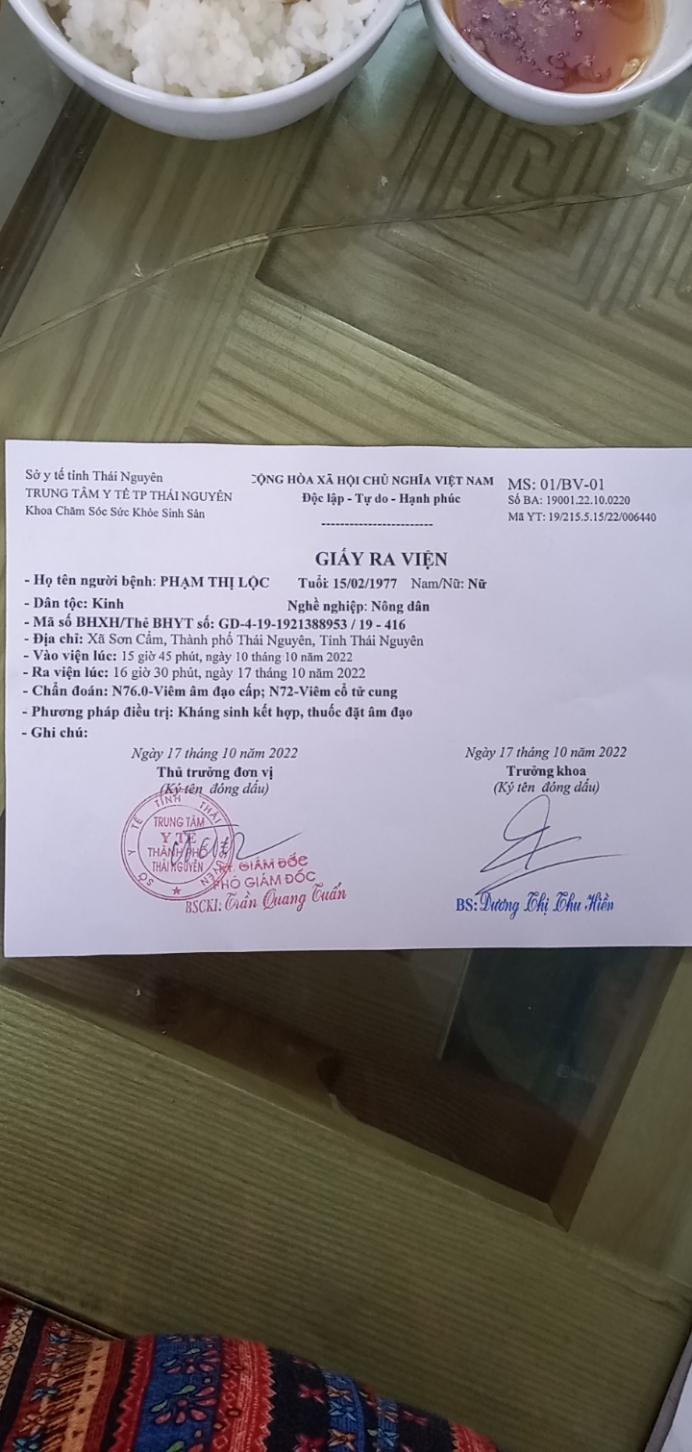 Sở y tế tỉnh Thái Nguyên
TRUNG TÂM Y TẾ TP THÁI NGUYÊN
Khoa Chăm Sóc Sức Khỏe Sinh Sản
CỘNG HÒA XÃ HỘI CHỦ NGHĨA VIỆT NAM
Độc lập - Tự do - Hạnh phúc
-----------------------
MS: 01/BV-01
Số BA: 19001.22.10.0220
Mã YT: 19/215.5.15/22/006440
GIẤY RA VIỆN
- Họ tên người bệnh: PHẠM THỊ LỘC Tuổi: 15/02/1977 Nam/Nữ: Nữ
- Dân tộc: Kinh Nghề nghiệp: Nông dân
- Mã số BHXH/Thẻ BHYT số: GD-4-19-1921388953 / 19 - 416
- Địa chỉ: Xã Sơn Cẩm, Thành phố Thái Nguyên, Tỉnh Thái Nguyên
- Vào viện lúc: 15 giờ 45 phút, ngày 10 tháng 10 năm 2022
- Ra viện lúc: 16 giờ 30 phút, ngày 17 tháng 10 năm 2022
- Chẩn đoán: N76.0-Viêm âm đạo cấp; N72-Viêm cổ tử cung
- Phương pháp điều trị: Kháng sinh kết hợp, thuốc đặt âm đạo
- Ghi chú:
Ngày 17 tháng 10 năm 2022
Thủ trưởng đơn vị
(Ký tên đóng dấu)
SỞ Y TẾ TỈNH THÁI NGUYÊN
TRUNG TÂM
Y TẾ
THÀNH PHỐ
THÁI NGUYÊN
KT. GIÁM ĐỐC
PHÓ GIÁM ĐỐC
BSCKI: Trần Quang Tuấn
Ngày 17 tháng 10 năm 2022
Trưởng khoa
(Ký tên đóng dấu)
BS: Dương Thị Thu Hiền